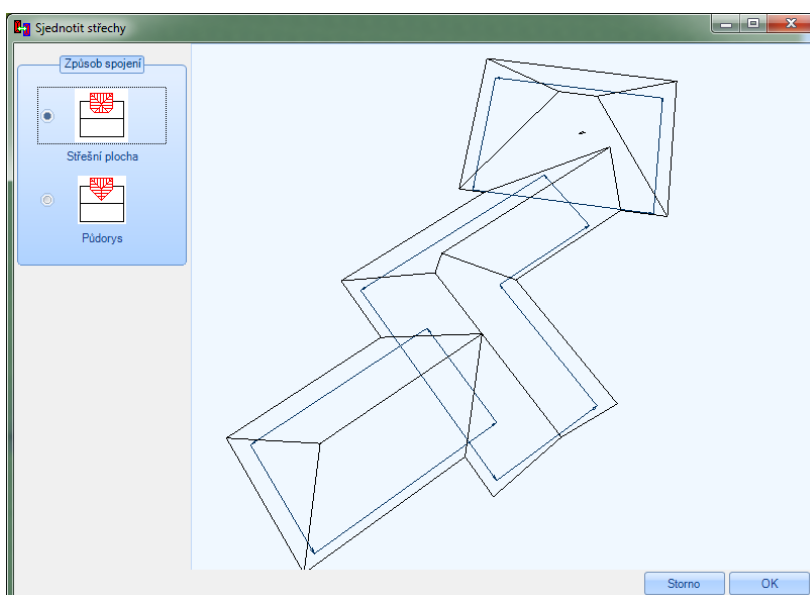 Sjednotit střechy
Způsob spojení
Střešní plocha
Půdorys
Storno
OK